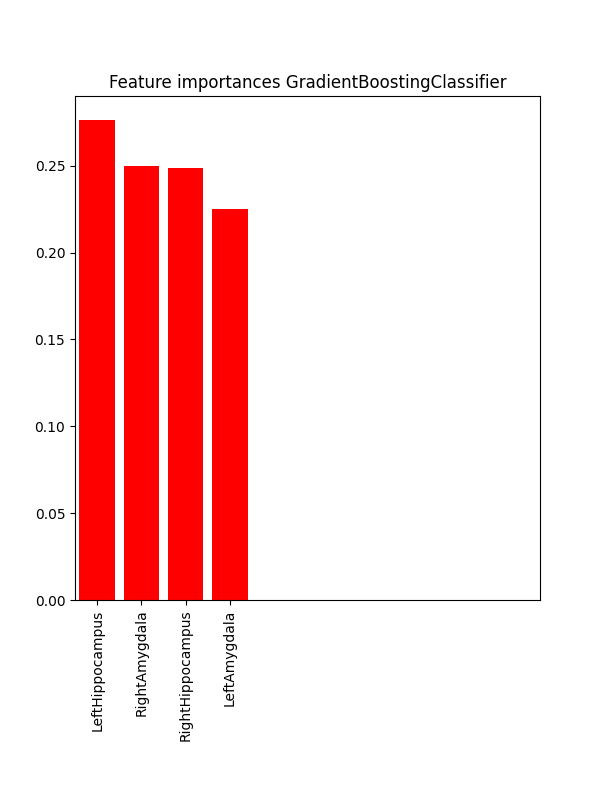 Feature importances GradientBoostingClassifier
0.25
0.20
0.15
0.10
0.05
0.00
LeftHippocampus
RightAmygdala
RightHippocampus
LeftAmygdala